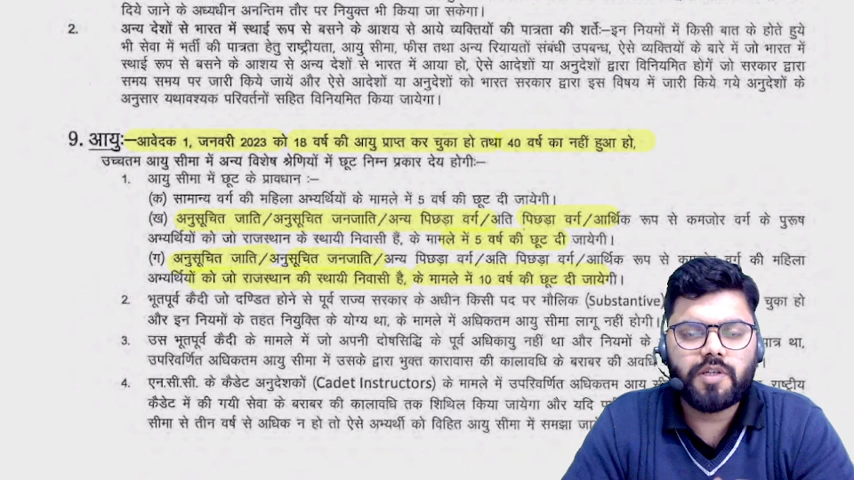 दिये जाने के अध्यधीन अनन्तिम तौर पर नियुक्त भी किया जा सकेगा।
2. अन्य देशों से भारत में स्थाई रूप से बसने के आशय से आये व्यक्तियों की पात्रता की शर्तेः–इन नियमों में किसी बात के होते हुये
भी सेवा में भर्ती की पात्रता हेतु राष्ट्रीयता, आयु सीमा, फीस तथा अन्य रियायतों संबंधी उपबन्ध, ऐसे व्यक्तियों के बारे में जो भारत में
स्थाई रूप से बसने के आशय से अन्य देशों से भारत में आया हो, ऐसे आदेशों या अनुदेशों द्वारा विनियमित होगें जो सरकार द्वारा
समय समय पर जारी किये जायें और ऐसे आदेशों या अनुदेशों को भारत सरकार द्वारा इस विषय में जारी किये गये अनुदेशों के
अनुसार यथावश्यक परिवर्तनों सहित विनियमित किया जायेगा।
9. आयुः–आवेदक 1, जनवरी 2023 को 18 वर्ष की आयु प्राप्त कर चुका हो तथा 40 वर्ष का नहीं हुआ हो,
उच्चतम आयु सीमा में अन्य विशेष श्रेणियों में छूट निम्न प्रकार देय होगीः–
1. आयु सीमा में छूट के प्रावधान :–
(क) सामान्य वर्ग की महिला अभ्यर्थियों के मामले में 5 वर्ष की छूट दी जायेगी।
(ख) अनुसूचित जाति/अनुसूचित जनजाति/अन्य पिछड़ा वर्ग/अति पिछड़ा वर्ग/आर्थिक रूप से कमजोर वर्ग के पुरूष
अभ्यर्थियों को जो राजस्थान के स्थायी निवासी हैं, के मामले में 5 वर्ष की छूट दी जायेगी।
(ग) अनुसूचित जाति/अनुसूचित जनजाति/अन्य पिछड़ा वर्ग/अति पिछड़ा वर्ग/आर्थिक रूप से वर्ग की महिला
अभ्यर्थियों को जो राजस्थान की स्थायी निवासी है, के मामले में 10 वर्ष की छूट दी जायेगी।
2. भूतपूर्व कैदी जो दण्डित होने से पूर्व राज्य सरकार के अधीन किसी पद पर मौलिक (Substantive) चुका हो
और इन नियमों के तहत नियुक्ति के योग्य था, के मामले में अधिकतम आयु सीमा लागू नहीं होगी।
3. उस भूतपूर्व कैदी के मामले में जो अपनी दोषसिद्धि के पूर्व अधिकायु नहीं था और नियमों के पात्र था,
उपरिवर्णित अधिकतम आयु सीमा में उसके द्वारा भुक्त कारावास की कालावधि के बराबर की
4. एन.सी.सी. के कैडेट अनुदेशकों (Cadet Instructors) के मामले में उपरिवर्णित अधिकतम आयु राष्ट्रीय
कैडेट में की गयी सेवा के बराबर की कालावधि तक शिथिल किया जायेगा और यदि
सीमा से तीन वर्ष से अधिक न हो तो ऐसे अभ्यर्थी को विहित आयु सीमा में समझा